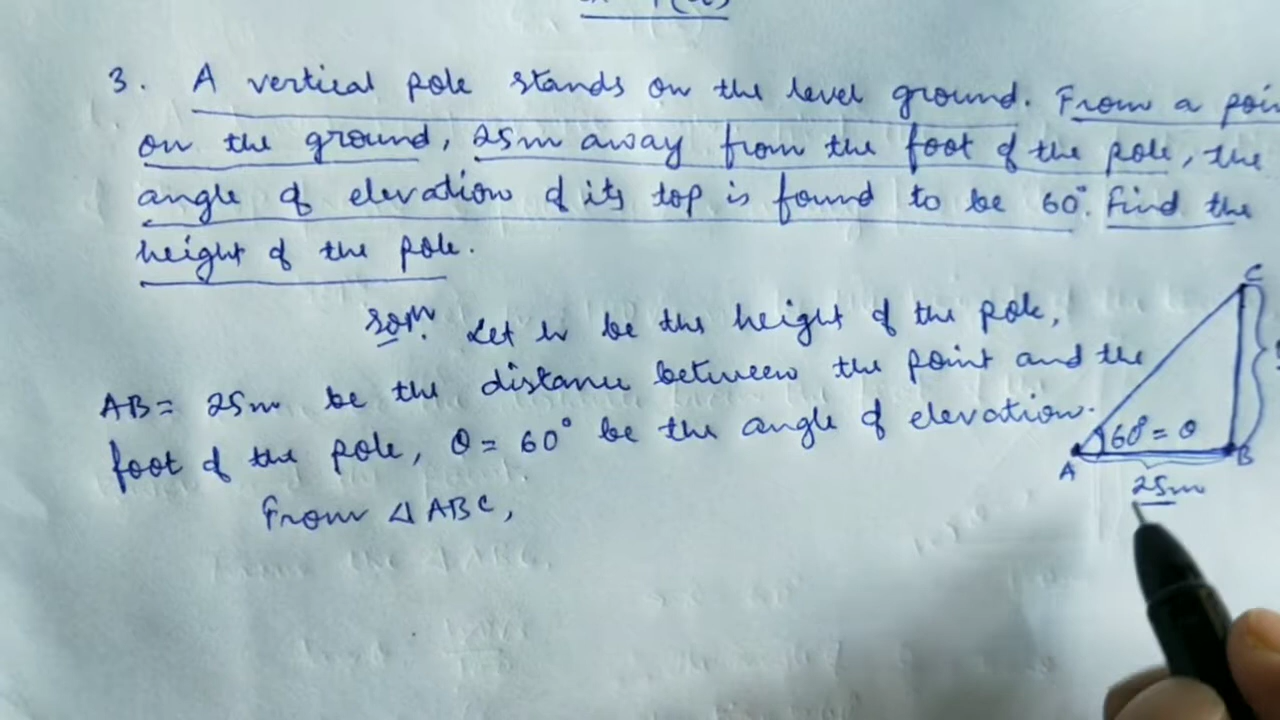 3. A vertical pole stands on the level ground. From a poin
on the ground, 25m away from the foot of the pole, the
angle of elevation of its top is found to be 60°. Find the
height of the pole.
Soln. Let h be the height of the pole,
AB = 25m be the distance between the point and the
foot of the pole, θ = 60° be the angle of elevation.
From △ ABC,
C
60° = θ
A
B
25m